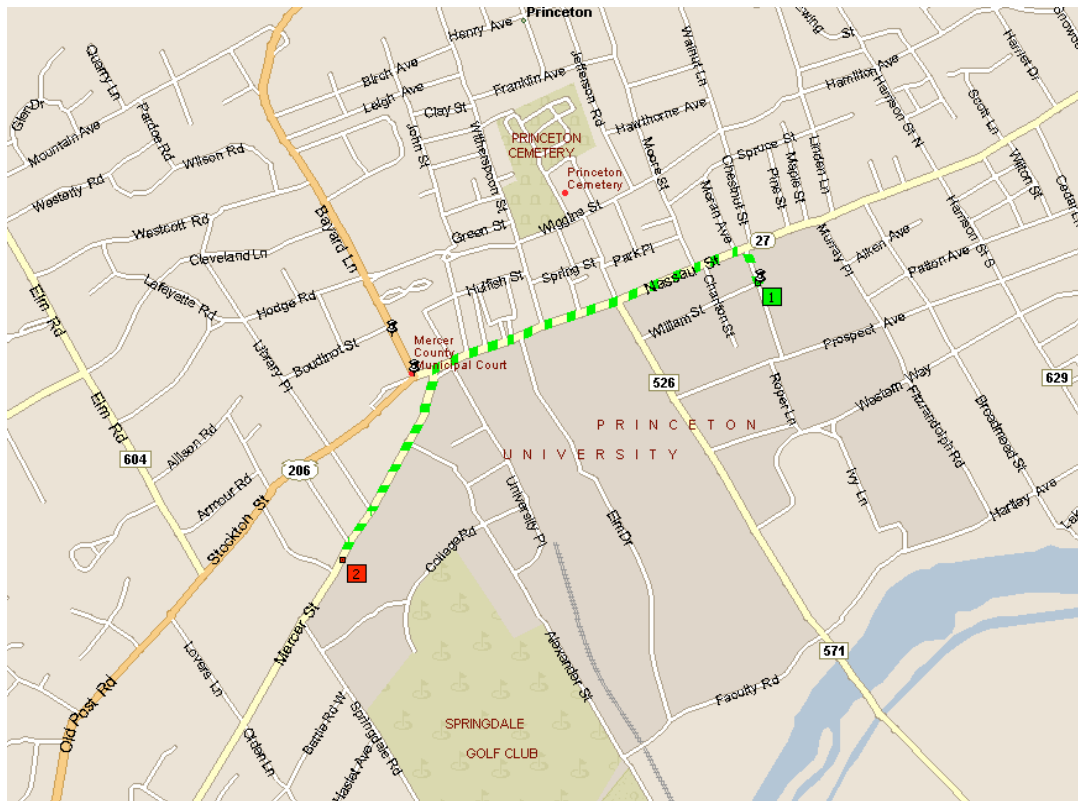 Princeton
Henry Ave
Quarry Ln
Birch Ave
Leigh Ave
Franklin Ave
Clay St
Jefferson Rd
Walnut Ln
Hamilton Ave
Harrison St N
Harris Dr
Scott Ln
Glen Dr
Mountain Ave
Pardoe Rd
Wilson Rd
John St
Witherspoon St
PRINCETON
CEMETERY
Hawthorne Ave
Moore St
Spruce St
Linden Ln
Maple St
Pine St
Chestnut St
Moran Ave
Wilton St
Cedar Ln
Westerly Rd
Westcott Rd
Cleveland Ln
Bayard Ln
Green St
Wiggins St
Princeton
Cemetery
Park Pl
Spring St
Hulfish St
Nassau St
27
Murray Pl
Aiken Ave
Patton Ave
Harrison St S
Elm Rd
Lafayette Rd
Hodge Rd
Boudinot St
Library Pl
Mercer
County
Municipal Court
1
William St
Charlton St
Prospect Ave
526
629
Roper Ln
Fitzrandolph Rd
Broadmead St
PRINCETON
UNIVERSITY
Elm Rd
604
Allison Rd
Armour Rd
206
Stockton St
University Pl
College Rd
Elm Dr
Ivy Ln
Hartley Ave
2
Mercer St
Alexander St
571
Faculty Rd
Lovers Ln
Old Post Rd
Olden Ln
Battle Rd W
Haslet Ave
Springdale Rd
SPRINGDALE
GOLF CLUB